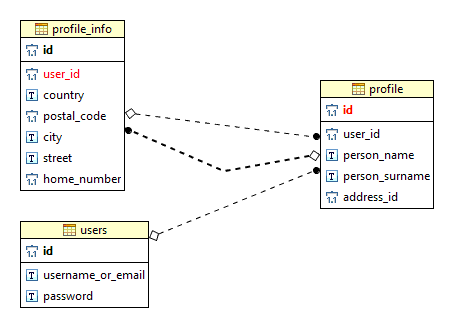 profile_info
id
user_id
country
postal_code
city
street
home_number
profile
id
user_id
person_name
person_surname
address_id
users
id
username_or_email
password